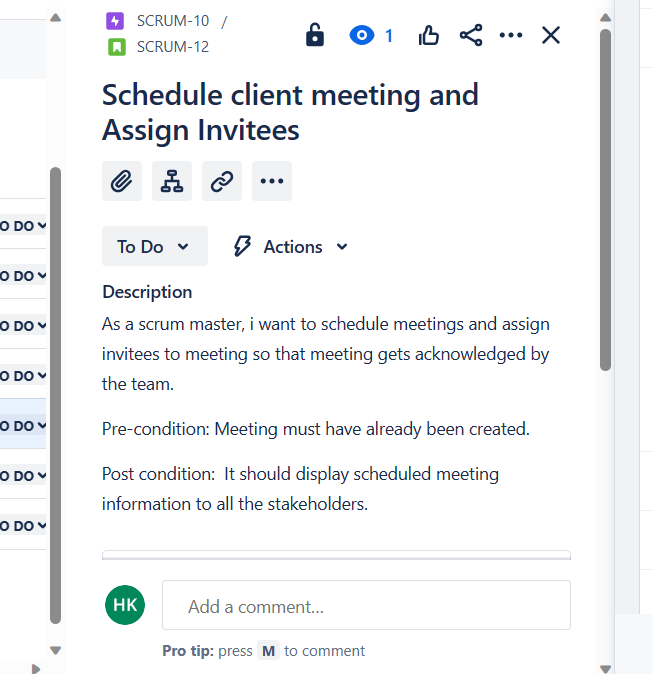 SCRUM-10 /
SCRUM-12
1
Schedule client meeting and
Assign Invitees
To Do
Actions
Description
As a scrum master, i want to schedule meetings and assign
invitees to meeting so that meeting gets acknowledged by
the team.
Pre-condition: Meeting must have already been created.
Post condition:  It should display scheduled meeting
information to all the stakeholders.
O DO
O DO
O DO
O DO
O DO
O DO
O DO
HK
Add a comment...
Pro tip: press M to comment